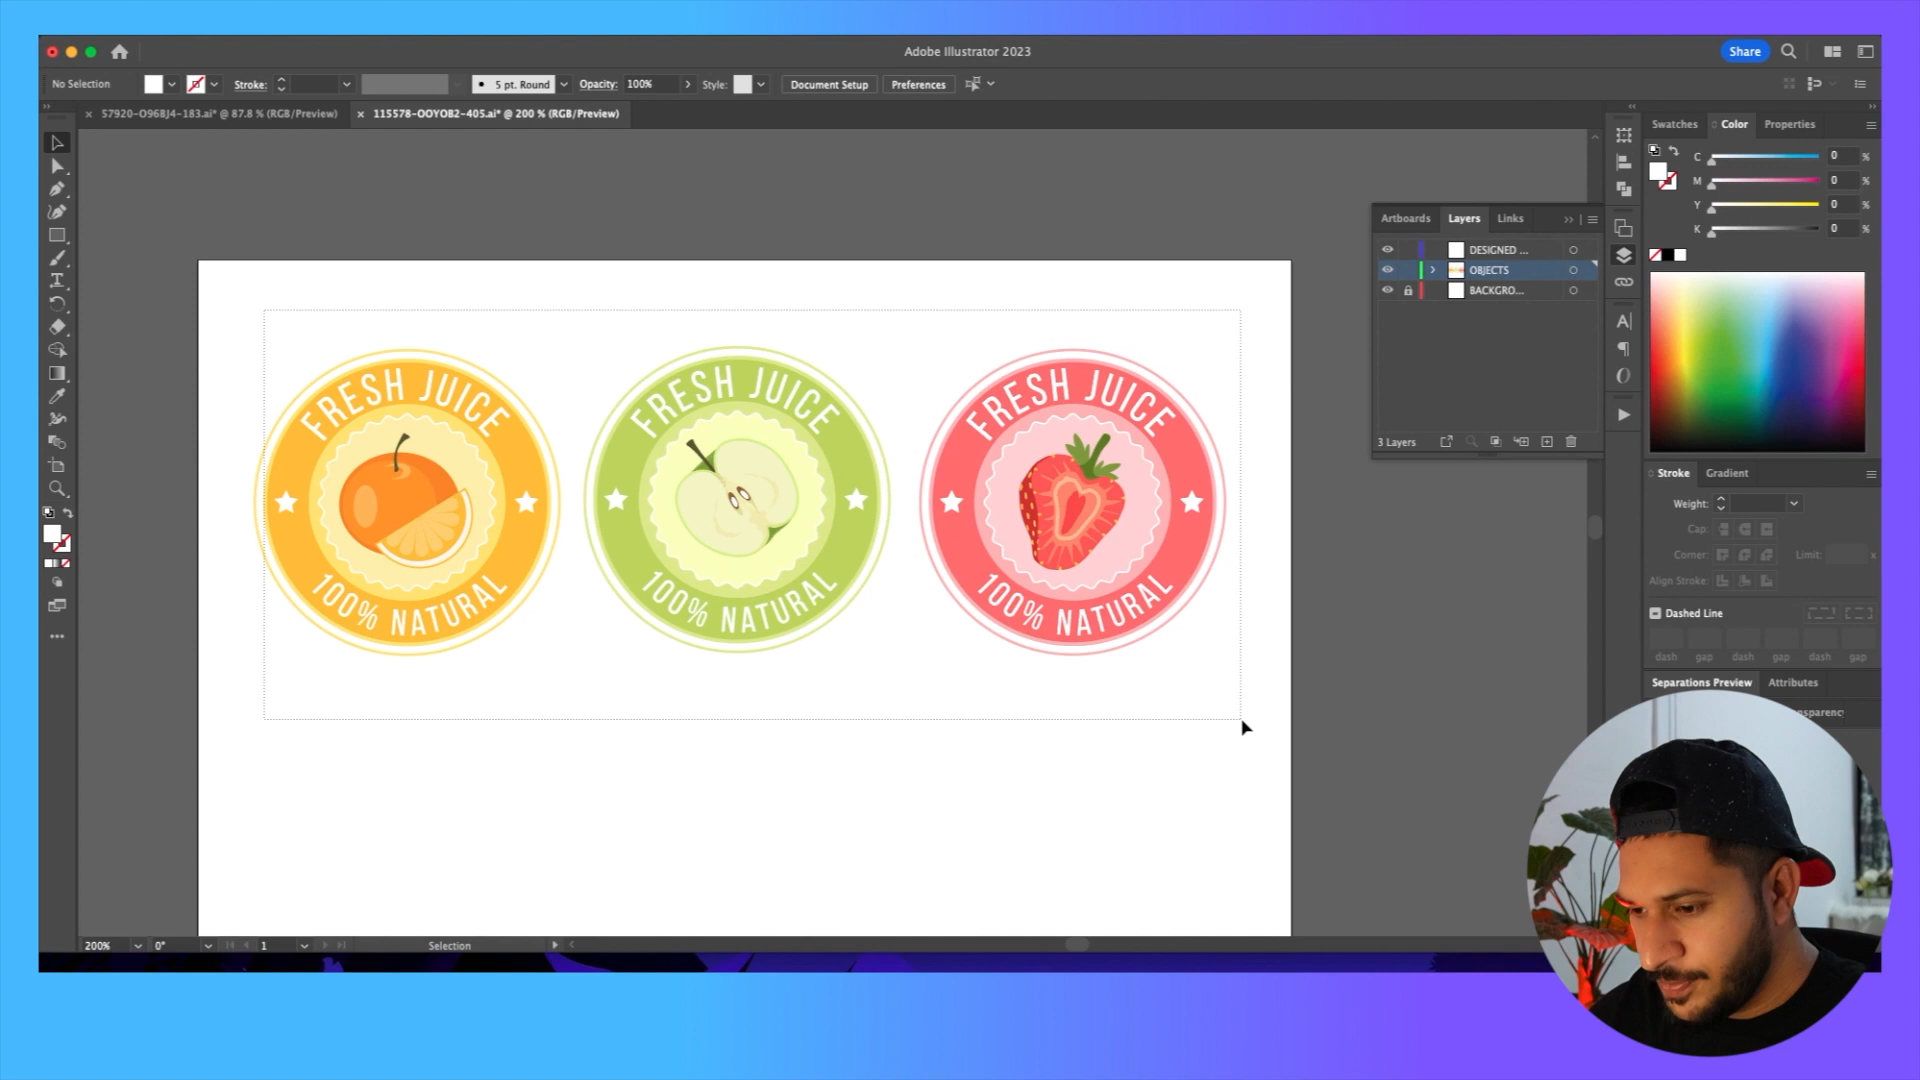 Adobe Illustrator 2023
Share
No Selection
Stroke:
5 pt. Round
Opacity:
100%
Style:
Document Setup
Preferences
57920-O96BJ4-183.ai* @ 87.8 % (RGB/Preview)
115578-OOYOB2-405.ai* @ 200 % (RGB/Preview)
Swatches
Color
Properties
C
0
%
M
0
%
Y
0
%
K
0
%
Artboards
Layers
Links
DESIGNED ...
OBJECTS
BACKGRO...
3 Layers
FRESH JUICE
100% NATURAL
FRESH JUICE
100% NATURAL
FRESH JUICE
100% NATURAL
Stroke
Gradient
Weight:
Cap:
Corner:
Limit:
x
Align Stroke:
Dashed Line
dash
gap
dash
gap
dash
gap
Separations Preview
Attributes
nsparenc
200%
0°
1
Selection